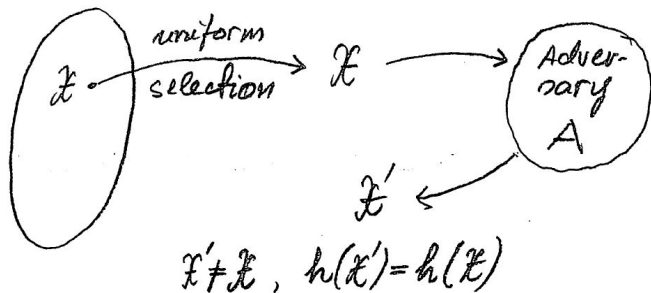 uniform
x
selection
x
Adver-
sary
A
x'
x' ≠ x, h(x') = h(x)